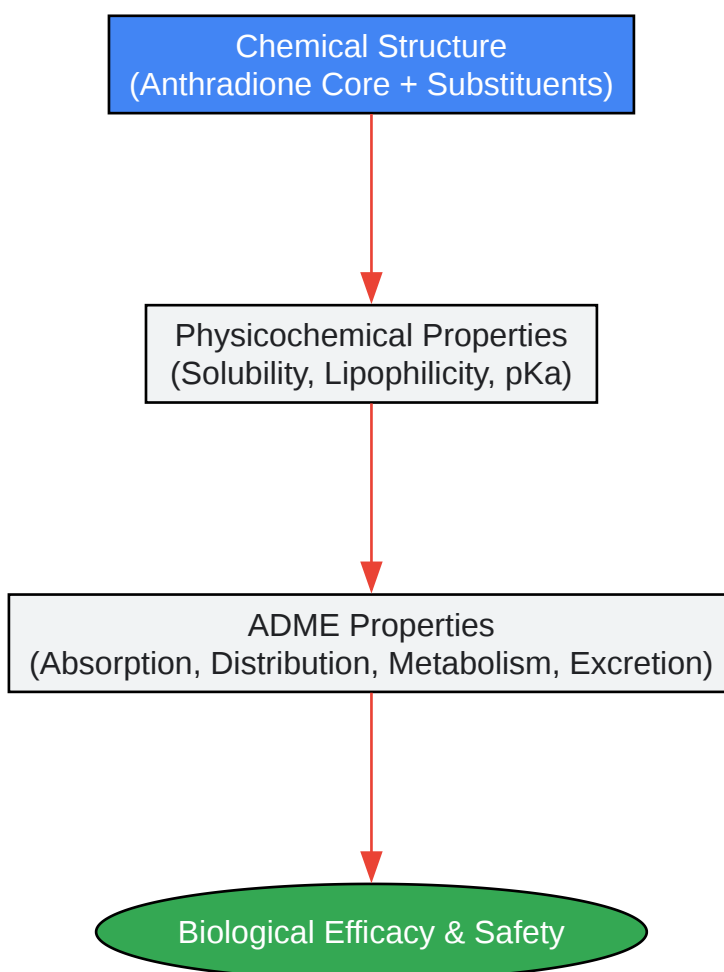 Chemical Structure
(Anthradione Core + Substituents)
Physicochemical Properties
(Solubility, Lipophilicity, pKa)
ADME Properties
(Absorption, Distribution, Metabolism, Excretion)
Biological Efficacy & Safety